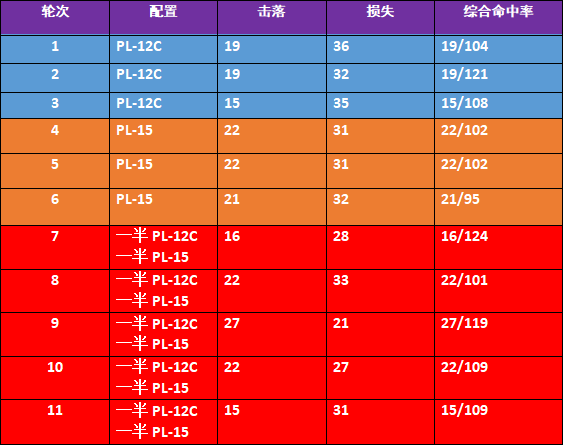 轮次 配置 击落 损失 综合命中率
1 PL-12C 19 36 19/104
2 PL-12C 19 32 19/121
3 PL-12C 15 35 15/108
4 PL-15 22 31 22/102
5 PL-15 22 31 22/102
6 PL-15 21 32 21/95
7 一半 PL-12C 16 28 16/124
一半 PL-15
8 一半 PL-12C 22 33 22/101
一半 PL-15
9 一半 PL-12C 27 21 27/119
一半 PL-15
10 一半 PL-12C 22 27 22/109
一半 PL-15
11 一半 PL-12C 15 31 15/109
一半 PL-15